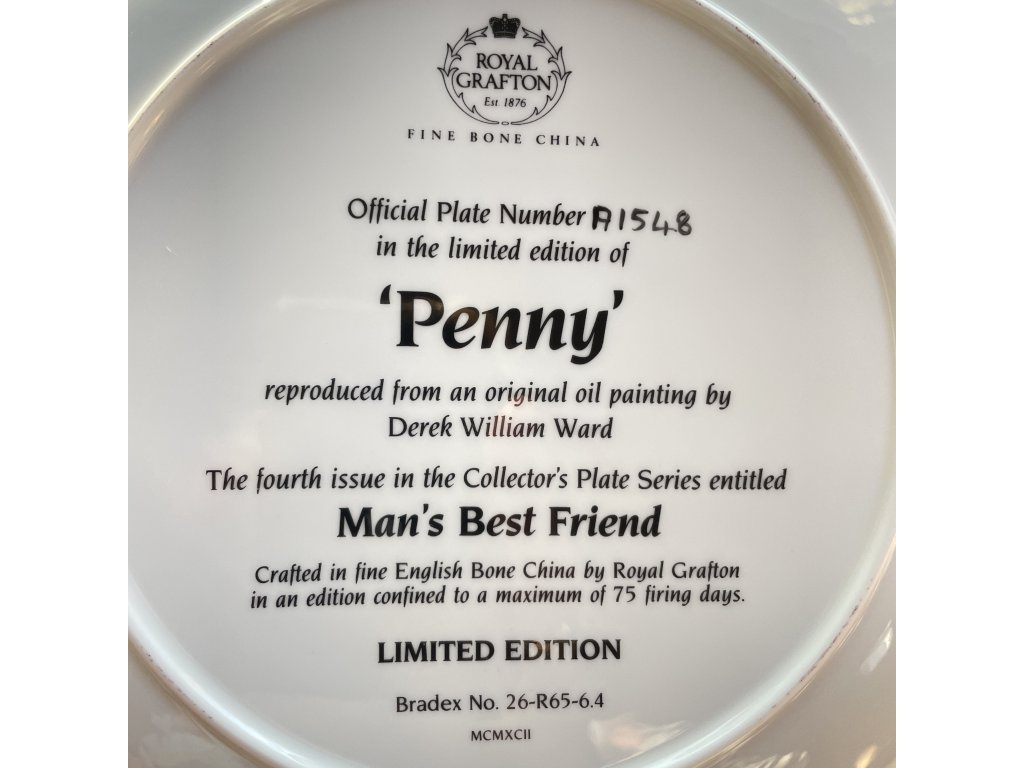 ROYAL
GRAFTON
Est. 1876
FINE BONE CHINA
Official Plate Number A1548
in the limited edition of
‘Penny’
reproduced from an original oil painting by
Derek William Ward
The fourth issue in the Collector's Plate Series entitled
Man's Best Friend
Crafted in fine English Bone China by Royal Grafton
in an edition confined to a maximum of 75 firing days.
LIMITED EDITION
Bradex No. 26-R65-6.4
MCMXCII